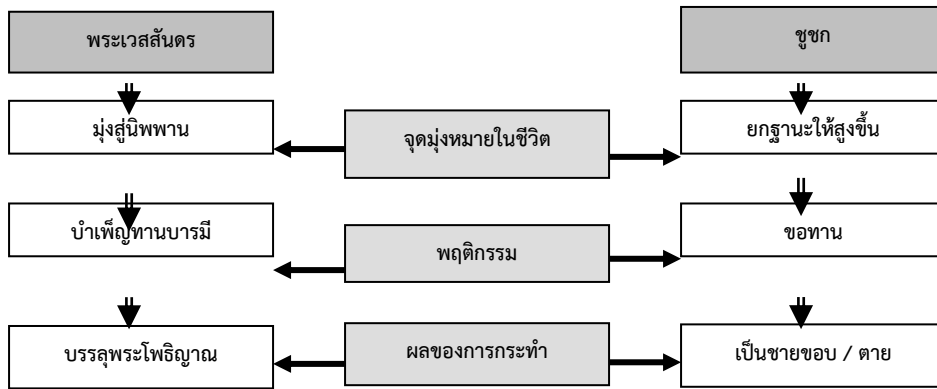 พระเวสสันดร
ชูชก
มุ่งสู่นิพพาน
จุดมุ่งหมายในชีวิต
ยกฐานะให้สูงขึ้น
บำเพ็ญทานบารมี
พฤติกรรม
ขอทาน
บรรลุพระโพธิญาณ
ผลของการกระทำ
เป็นชายขอบ / ตาย